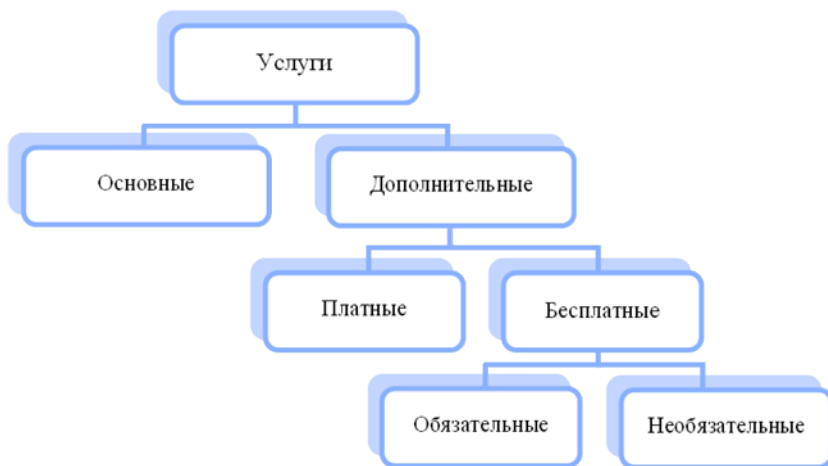 Услуги
Основные
Дополнительные
Платные
Бесплатные
Обязательные
Необязательные